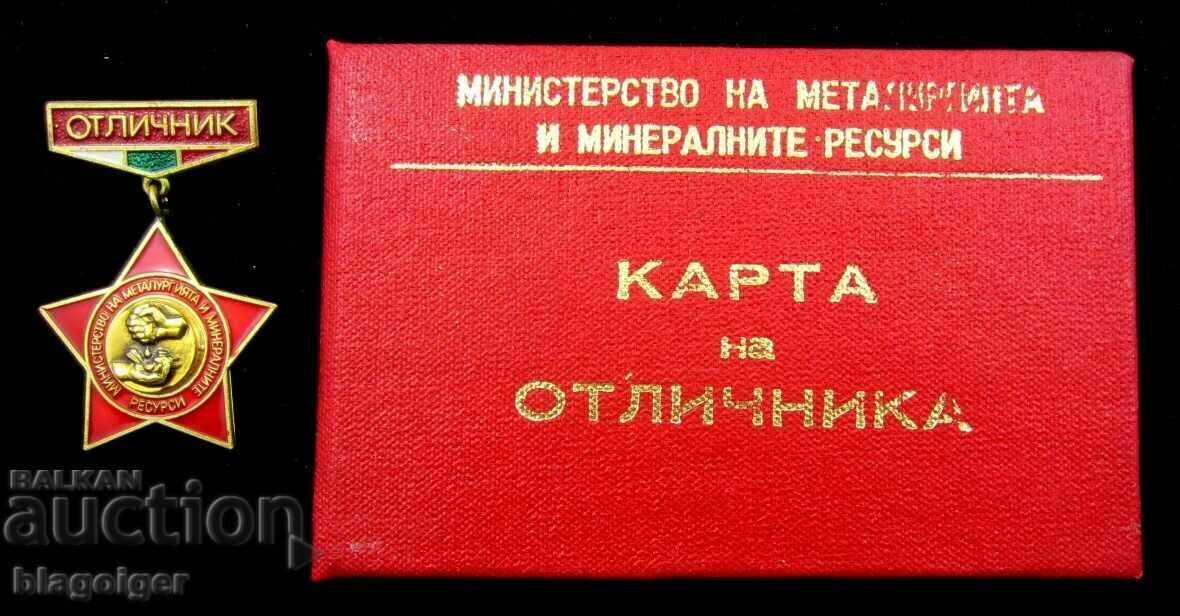 ОТЛИЧНИК
МИНИСТЕРСТВО НА МЕТАЛУРГИЯТА И МИНЕРАЛНИТЕ
РЕСУРСИ
МИНИСТЕРСТВО НА МЕТАЛУРГИЯТА
И МИНЕРАЛНИТЕ РЕСУРСИ
КАРТА
на
ОТЛИЧНИКА
BALKAN
auction
blagoiger